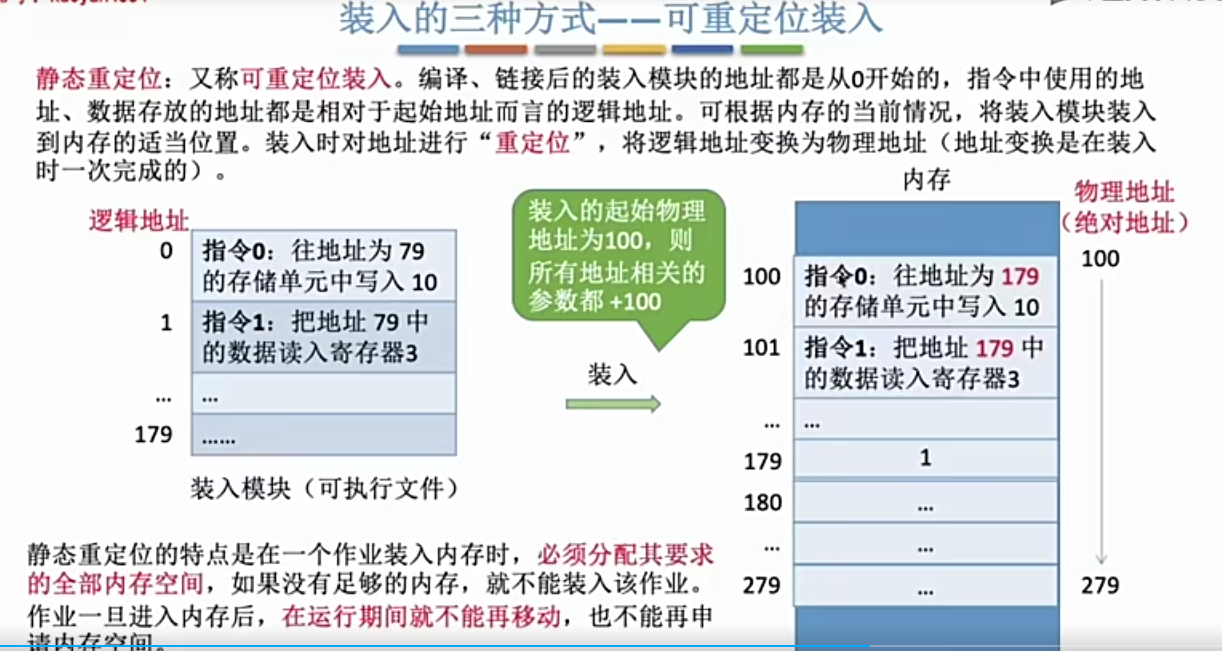 装入的三种方式——可重定位装入
静态重定位：又称可重定位装入。编译、链接后的装入模块的地址都是从0开始的，指令中使用的地
址、数据存放的地址都是相对于起始地址而言的逻辑地址。可根据内存的当前情况，将装入模块装入
到内存的适当位置。装入时对地址进行“重定位”，将逻辑地址变换为物理地址（地址变换是在装入
时一次完成的）。
逻辑地址
0
指令0：往地址为 79
的存储单元中写入 10
1
指令1：把地址 79 中
的数据读入寄存器3
...
...
179
......
装入模块（可执行文件）
装入的起始物理
地址为100，则
所有地址相关的
参数都 +100
装入
内存
物理地址
（绝对地址）
100
100
指令0：往地址为 179
的存储单元中写入 10
101
指令1：把地址 179 中
的数据读入寄存器3
...
...
179
1
180
...
...
...
279
...
279
静态重定位的特点是在一个作业装入内存时，必须分配其要求
的全部内存空间，如果没有足够的内存，就不能装入该作业。
作业一旦进入内存后，在运行期间就不能再移动，也不能再申
请内存空间。